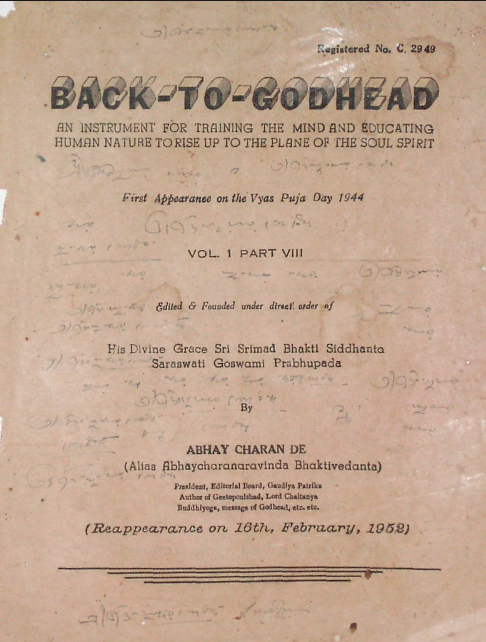 Registered No. C. 2949
BACK-TO-GODHEAD
AN INSTRUMENT FOR TRAINING THE MIND AND EDUCATING
HUMAN NATURE TO RISE UP TO THE PLANE OF THE SOUL SPIRIT
First Appearance on the Vyas Puja Day 1944
VOL. 1 PART VIII
Edited & Founded under direct order of
His Divine Grace Sri Srimad Bhakti Siddhanta
Saraswati Goswami Prabhupada
By
ABHAY CHARAN DE
(Alias Abhaycharanaravinda Bhaktivedanta)
President, Editorial Board, Gaudiya Patrika
Author of Geetopanishad, Lord Chaitanya
Buddhiyoga, message of Godhead, etc. etc.
(Reappearance on 16th, February, 1952)